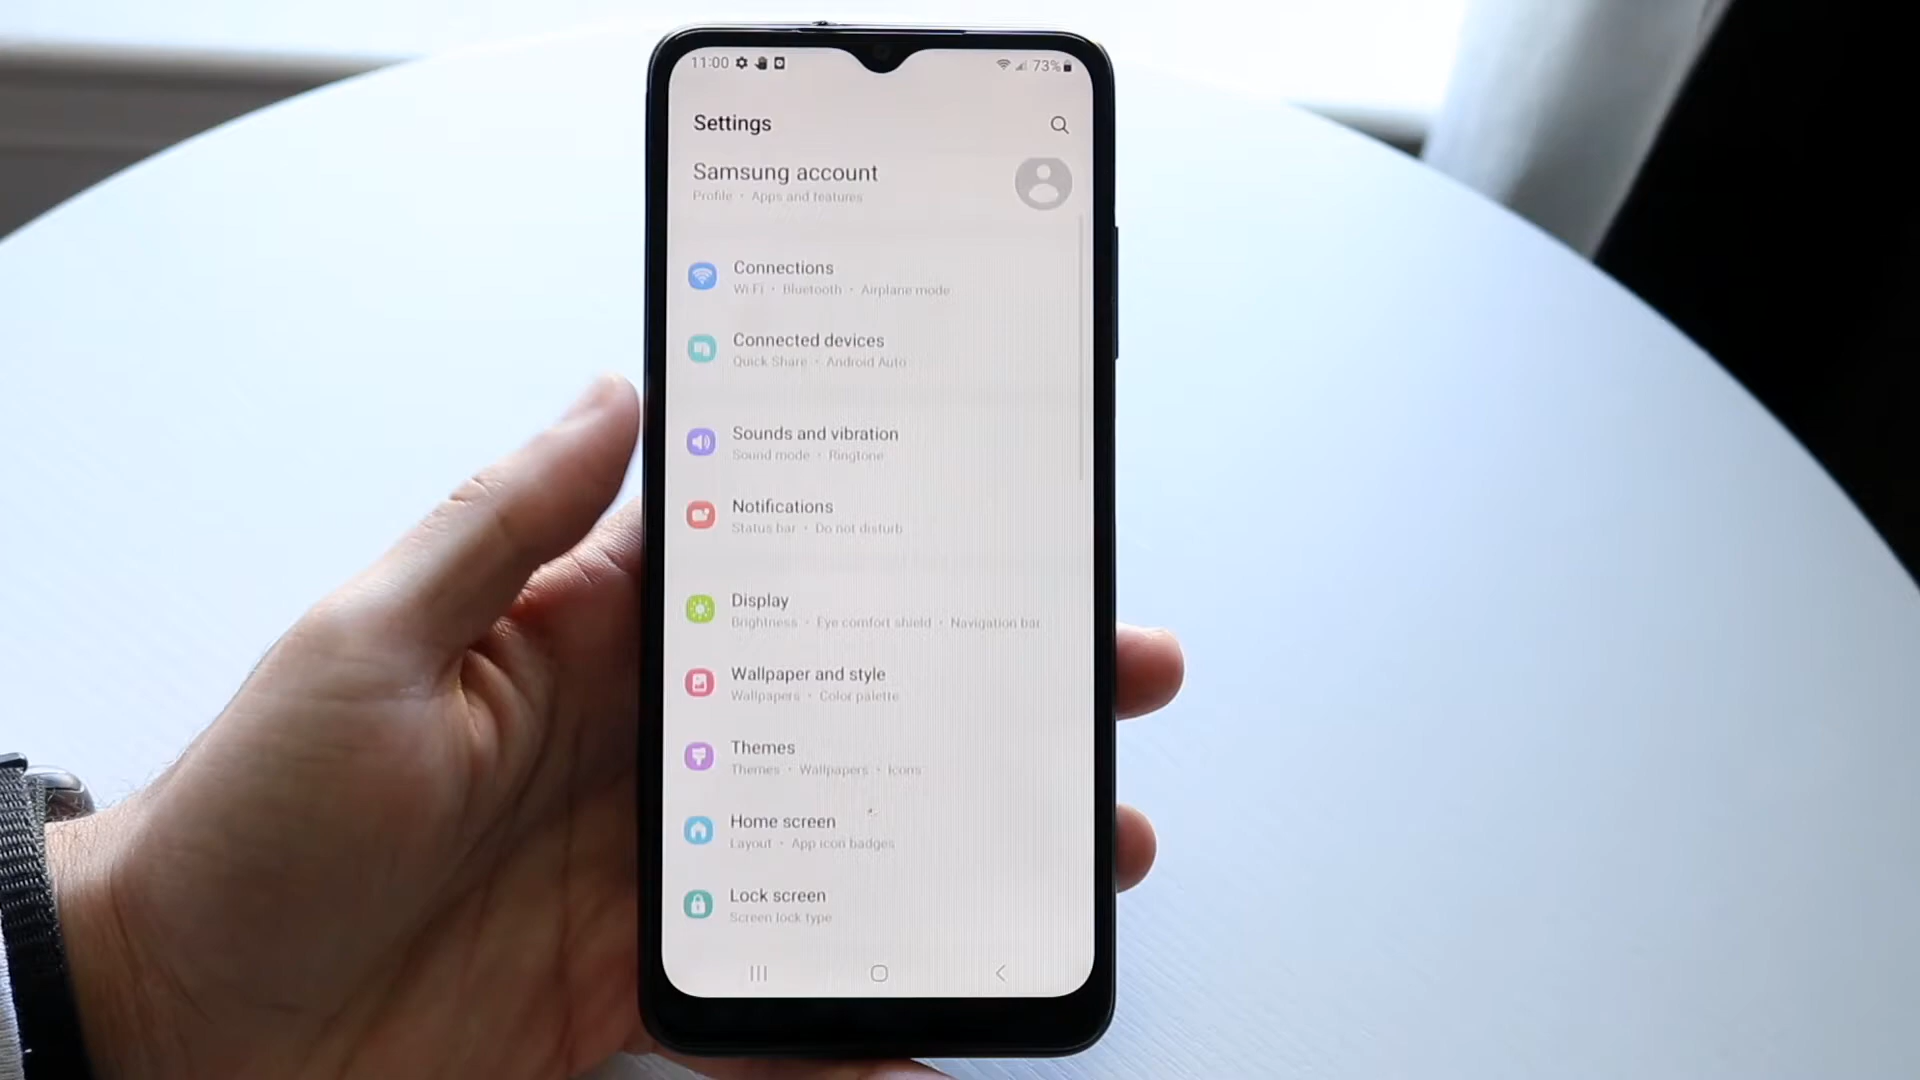 11:00 73%
Settings
Samsung account
Profile • Apps and features
Connections
Wi-Fi • Bluetooth • Airplane mode
Connected devices
Quick Share • Android Auto
Sounds and vibration
Sound mode • Ringtone
Notifications
Status bar • Do not disturb
Display
Brightness • Eye comfort shield • Navigation bar
Wallpaper and style
Wallpapers • Color palette
Themes
Themes • Wallpapers • Icons
Home screen
Layout • App icon badges
Lock screen
Screen lock type